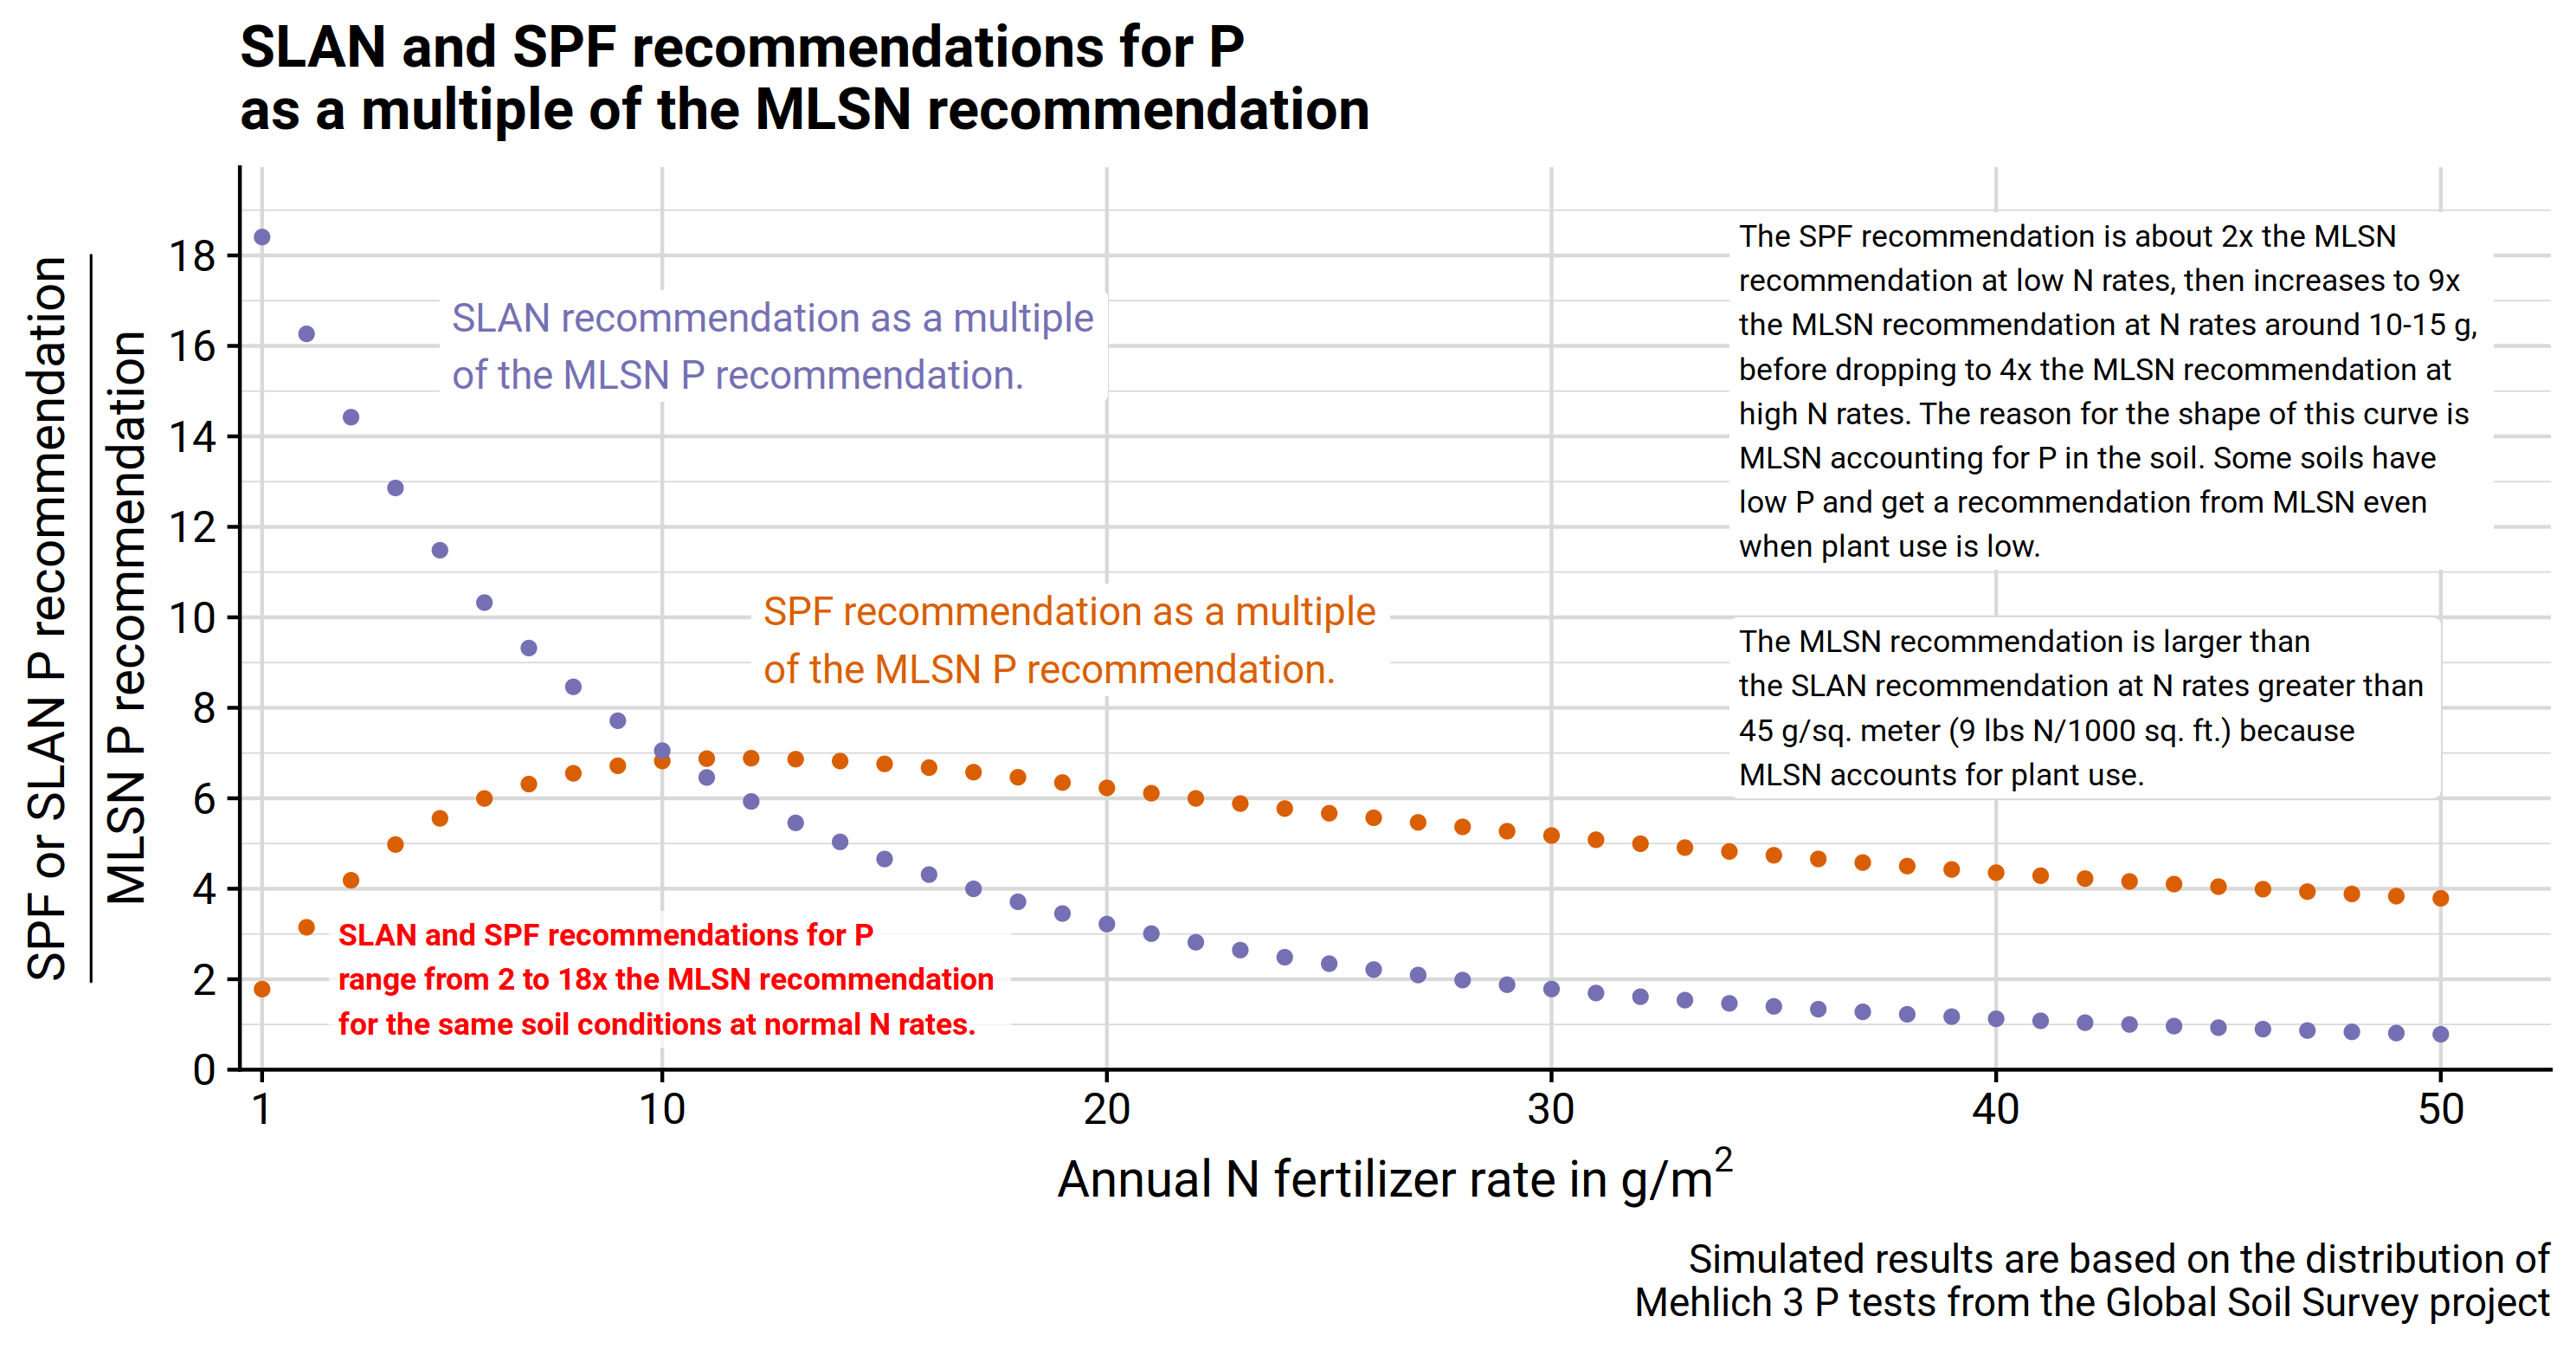 SLAN and SPF recommendations for P
as a multiple of the MLSN recommendation
SPF or SLAN P recommendation
MLSN P recommendation
18
16
14
12
10
8
6
4
2
0
SLAN recommendation as a multiple
of the MLSN P recommendation.
SPF recommendation as a multiple
of the MLSN P recommendation.
SLAN and SPF recommendations for P
range from 2 to 18x the MLSN recommendation
for the same soil conditions at normal N rates.
The SPF recommendation is about 2x the MLSN
recommendation at low N rates, then increases to 9x
the MLSN recommendation at N rates around 10-15 g,
before dropping to 4x the MLSN recommendation at
high N rates. The reason for the shape of this curve is
MLSN accounting for P in the soil. Some soils have
low P and get a recommendation from MLSN even
when plant use is low.
The MLSN recommendation is larger than
the SLAN recommendation at N rates greater than
45 g/sq. meter (9 lbs N/1000 sq. ft.) because
MLSN accounts for plant use.
1 10 20 30 40 50
Annual N fertilizer rate in g/m²
Simulated results are based on the distribution of
Mehlich 3 P tests from the Global Soil Survey project